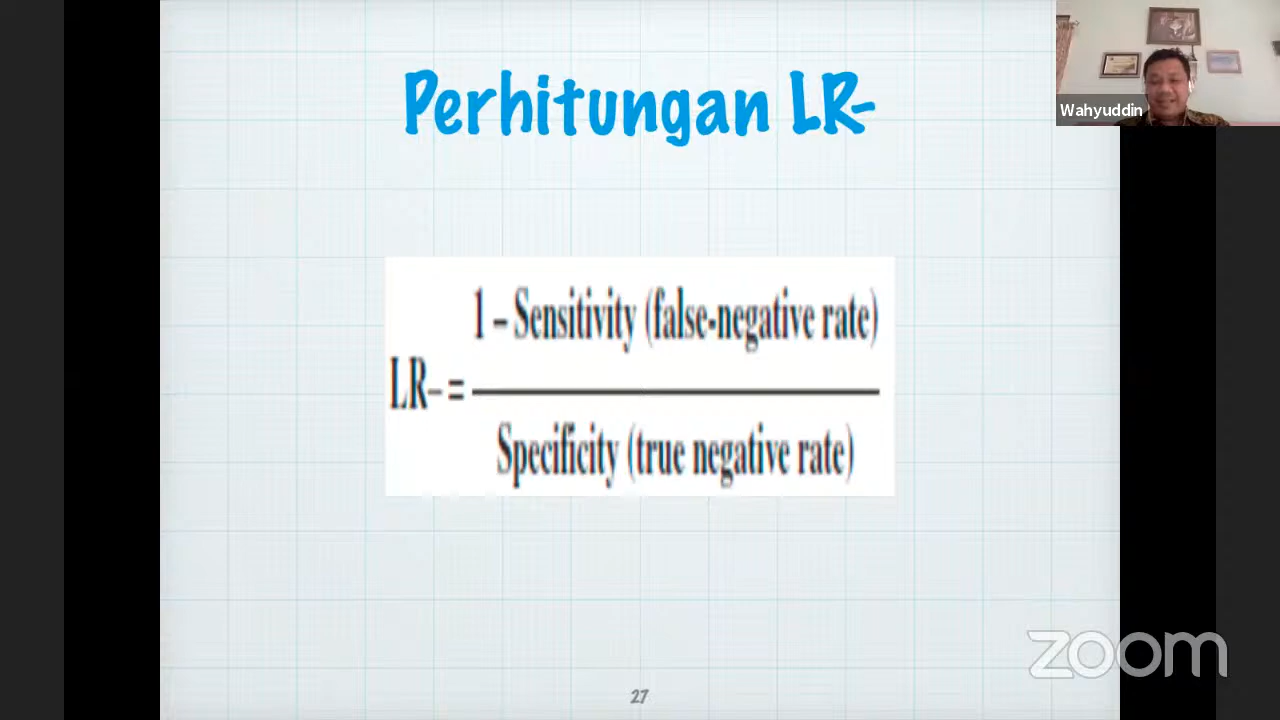 Perhitungan LR-
Wahyuddin
1 – Sensitivity (false-negative rate)
LR– =
Specificity (true negative rate)
zoom
27